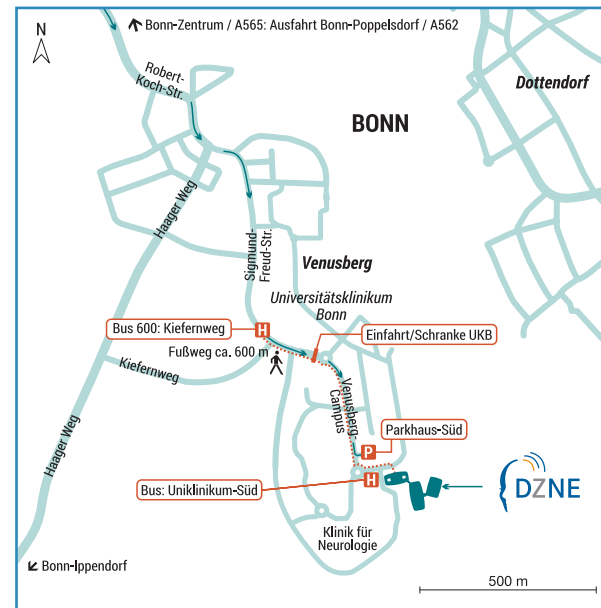 Bonn-Zentrum / A565: Ausfahrt Bonn-Poppelsdorf / A562
N
Robert-
Koch-Str.
Dottendorf
BONN
Haager Weg
Sigmund-
Freud-Str.
Venusberg
Universitätsklinikum
Bonn
Bus 600: Kiefernweg
H
Einfahrt/Schranke UKB
Fußweg ca. 600 m
Kiefernweg
Venusberg-
Campus
Haager Weg
Parkhaus-Süd
P
Bus: Uniklinikum-Süd
H
DZNE
Klinik für
Neurologie
Bonn-Ippendorf
500 m